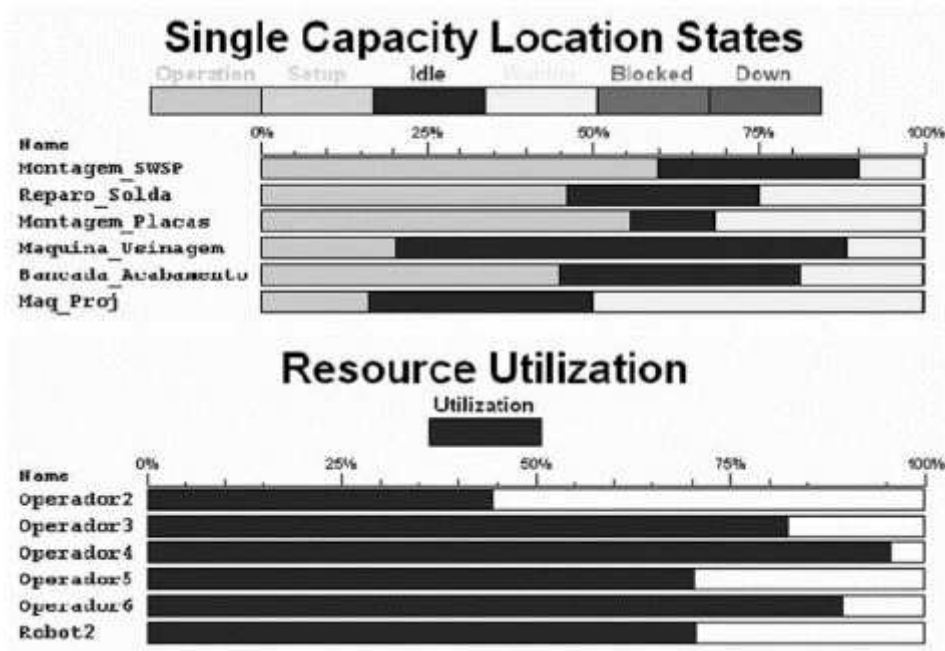 Single Capacity Location States
Operation Setup Idle Waiting Blocked Down
Name 0% 25% 50% 75% 100%
Montagem_SWSP
Reparo_Solda
Montagem_Placas
Maquina_Usinagem
Bancada_Acabamento
Maq_Proj
Resource Utilization
Utilization
Name 0% 25% 50% 75% 100%
Operador2
Operador3
Operador4
Operador5
Operador6
Robot2